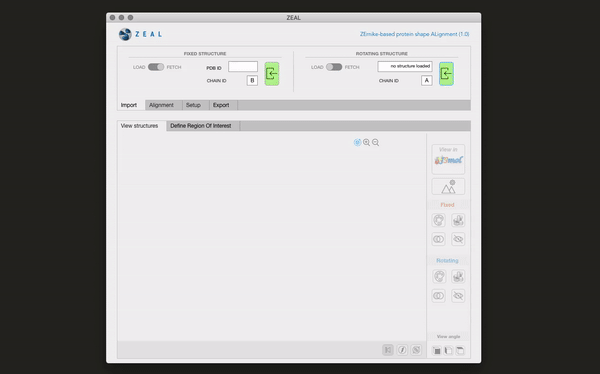 ZEAL
ZEAL
ZErnike-based protein shape ALignment (1.0)
FIXED STRUCTURE
LOAD FETCH PDB ID
CHAIN ID B
ROTATING STRUCTURE
LOAD FETCH no structure loaded
CHAIN ID A
Import Alignment Setup Export
View structures Define Region Of Interest
View in
Fixed
Rotating
View angle